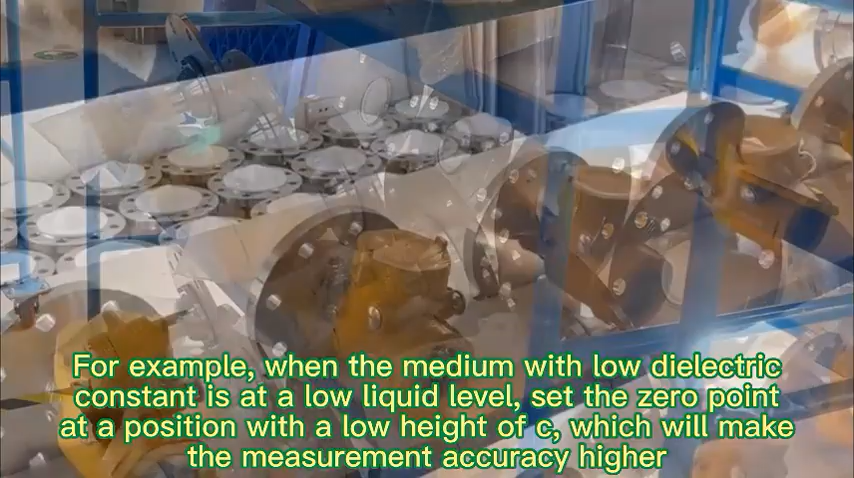 For example, when the medium with low dielectric
constant is at a low liquid level, set the zero point
at a position with a low height of c, which will make
the measurement accuracy higher